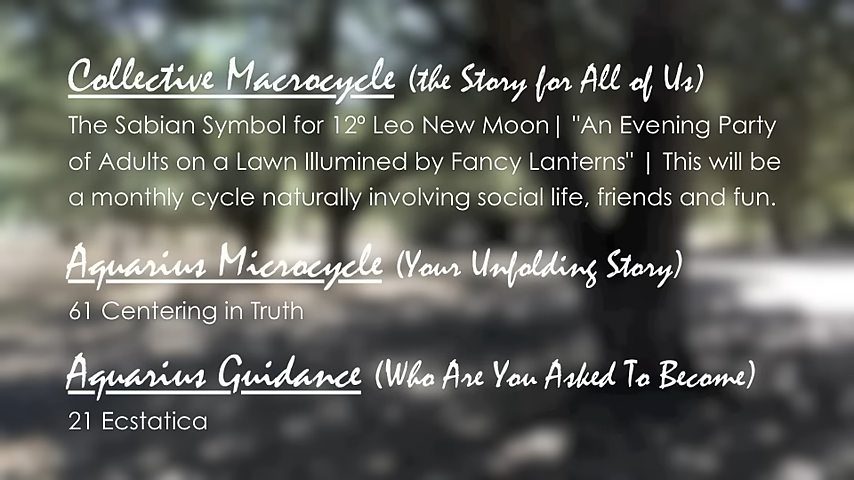 Collective Macrocycle (the Story for All of Us)
The Sabian Symbol for 12º Leo New Moon| "An Evening Party
of Adults on a Lawn Illumined by Fancy Lanterns" | This will be
a monthly cycle naturally involving social life, friends and fun.
Aquarius Microcycle (Your Unfolding Story)
61 Centering in Truth
Aquarius Guidance (Who Are You Asked To Become)
21 Ecstatica